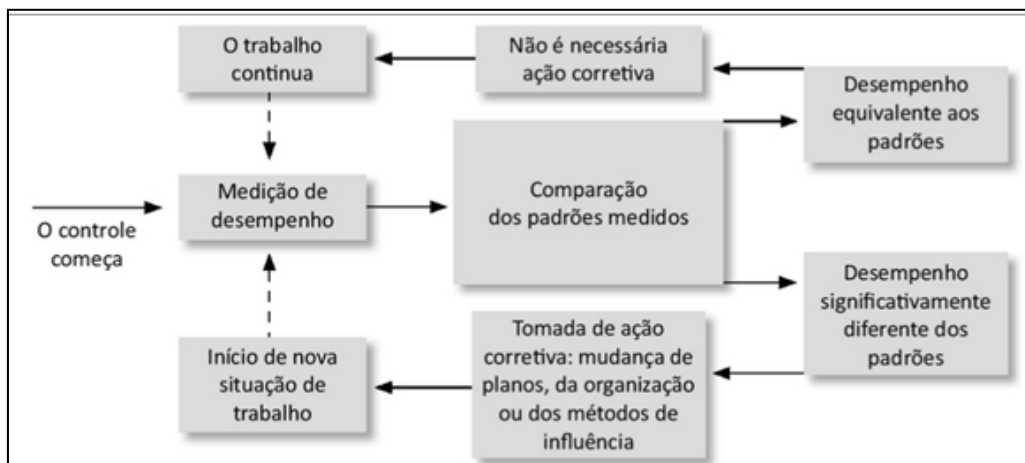 O trabalho
continua
Não é necessária
ação corretiva
Desempenho
equivalente aos
padrões
O controle
começa
Medição de
desempenho
Comparação
dos padrões medidos
Desempenho
significativamente
diferente dos
padrões
Início de nova
situação de
trabalho
Tomada de ação
corretiva: mudança de
planos, da organização
ou dos métodos de
influência